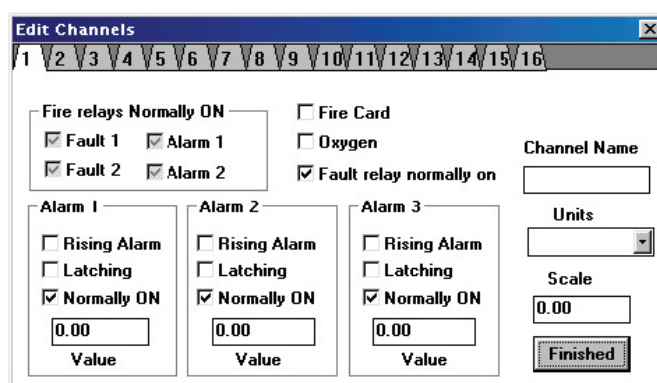 Edit Channels
1 2 3 4 5 6 7 8 9 10 11 12 13 14 15 16
Fire relays Normally ON
Fault 1 Alarm 1
Fault 2 Alarm 2
Fire Card
Oxygen
Fault relay normally on
Channel Name
Units
Scale
0.00
Finished
Alarm 1
Rising Alarm
Latching
Normally ON
0.00
Value
Alarm 2
Rising Alarm
Latching
Normally ON
0.00
Value
Alarm 3
Rising Alarm
Latching
Normally ON
0.00
Value